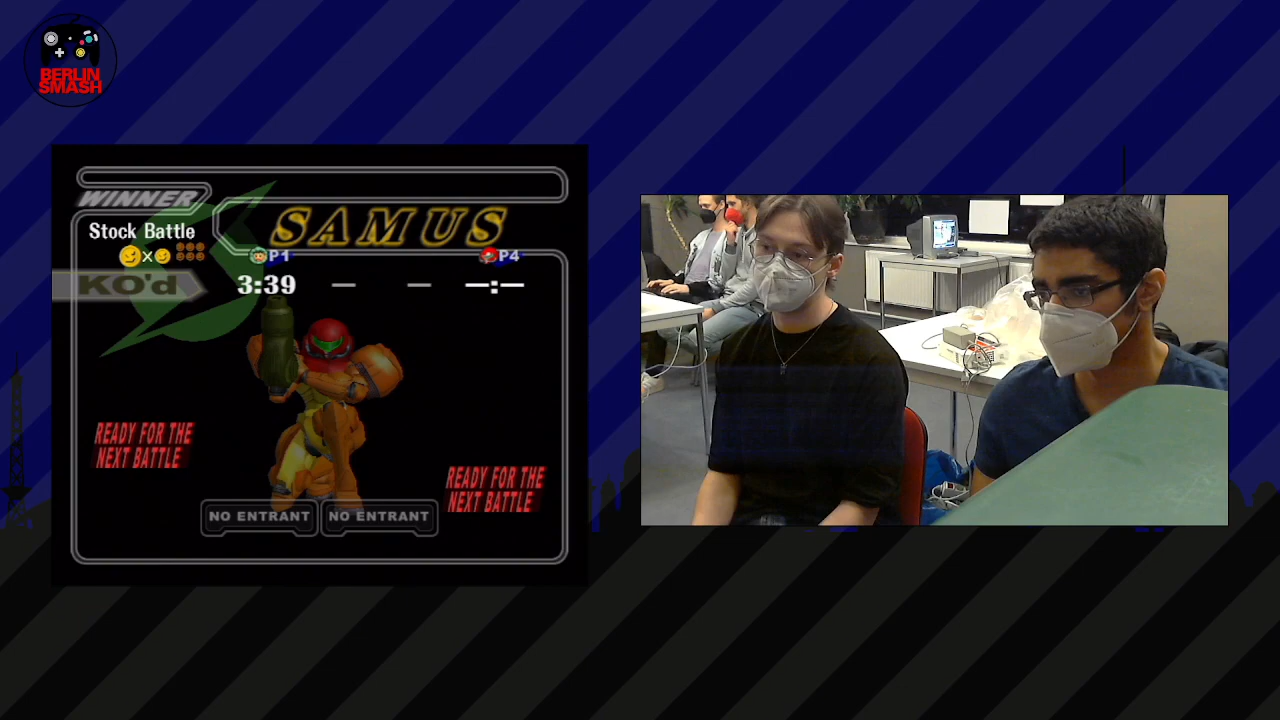 BERLIN
SMASH
WINNER
SAMUS
Stock Battle
P1
P4
KO'd
3:39
READY FOR THE
NEXT BATTLE
READY FOR THE
NEXT BATTLE
NO ENTRANT
NO ENTRANT